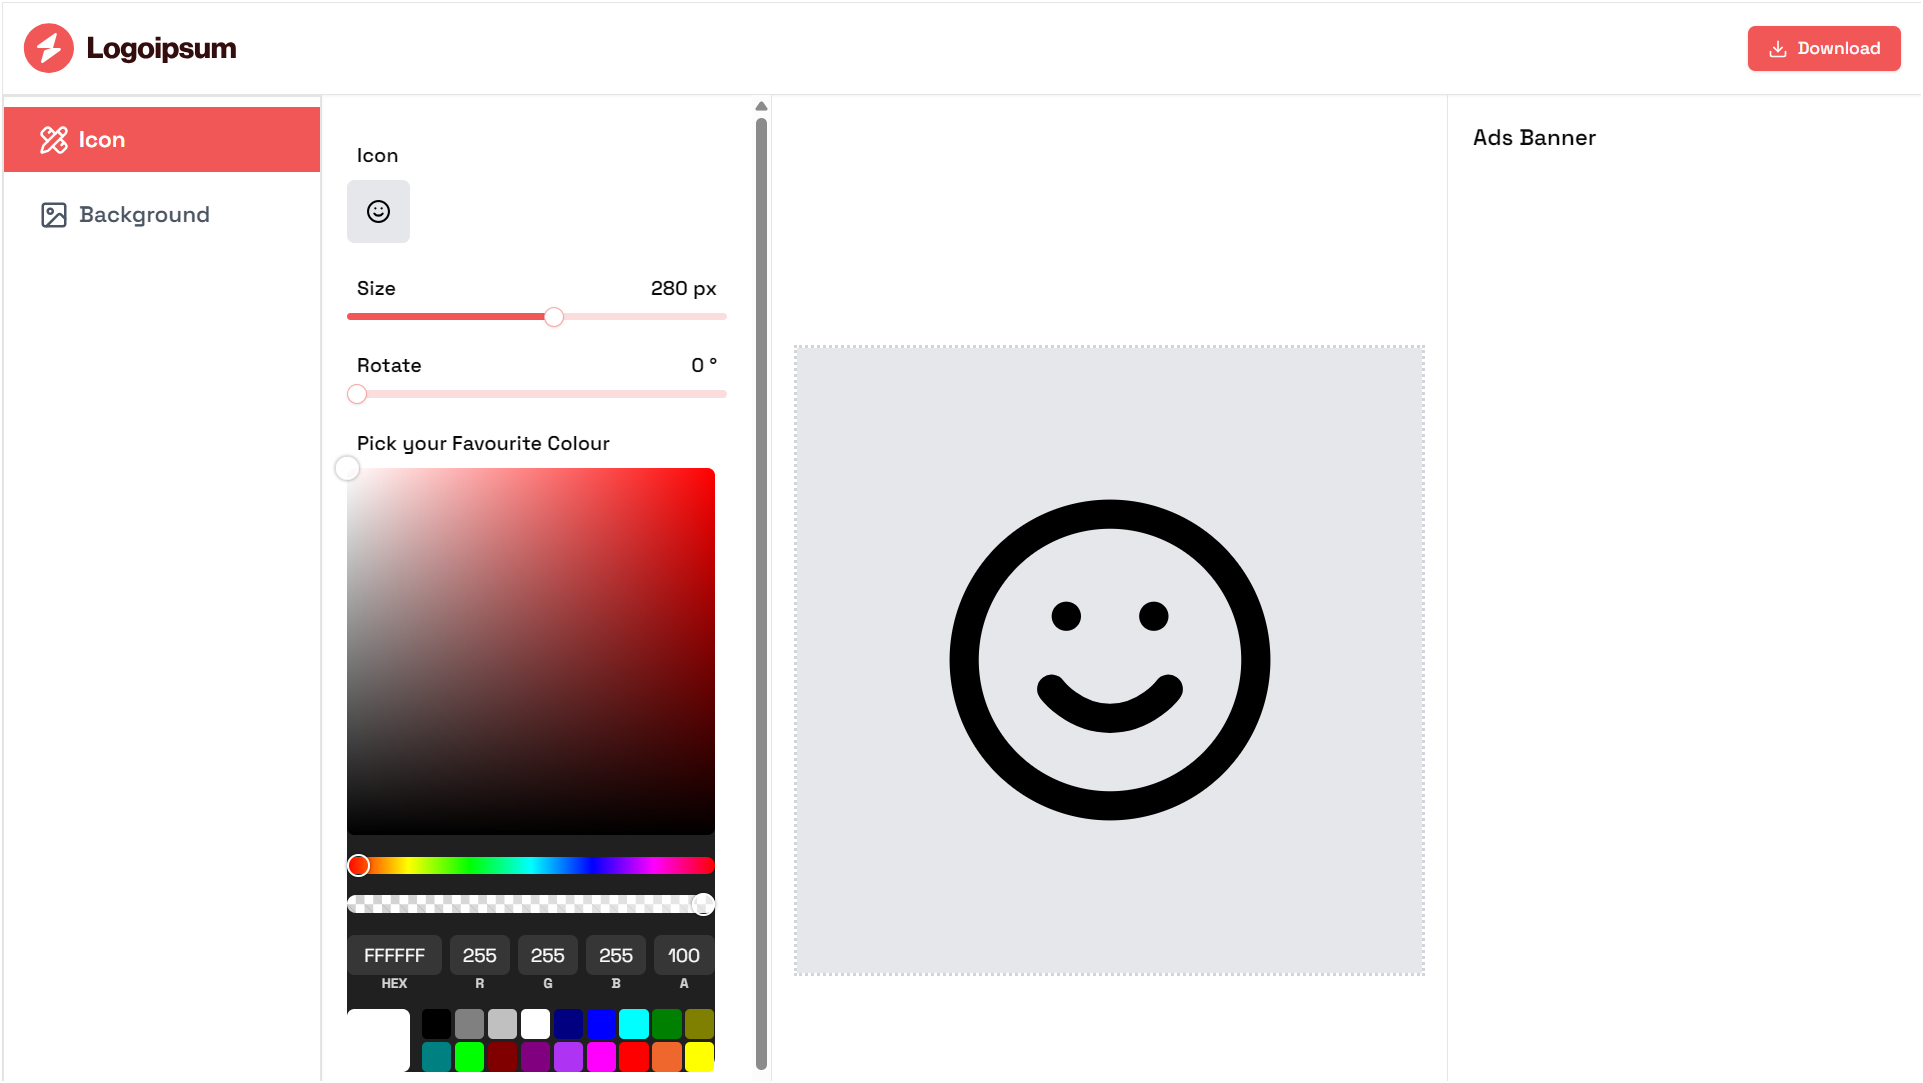 Logoipsum
Download
Icon
Background
Icon
Size 280 px
Rotate 0 °
Pick your Favourite Colour
FFFFFF 255 255 255 100
HEX R G B A
Ads Banner